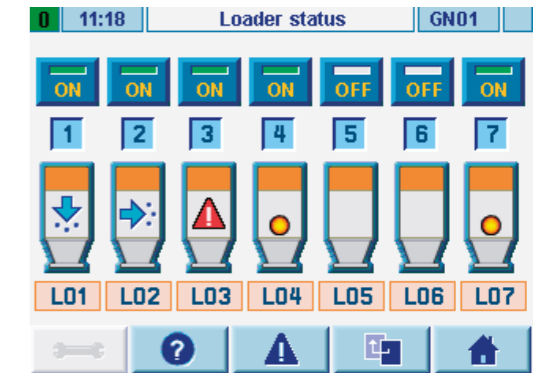 0 11:18 Loader status GN01
ON ON ON ON OFF OFF ON
1 2 3 4 5 6 7
L01 L02 L03 L04 L05 L06 L07
?